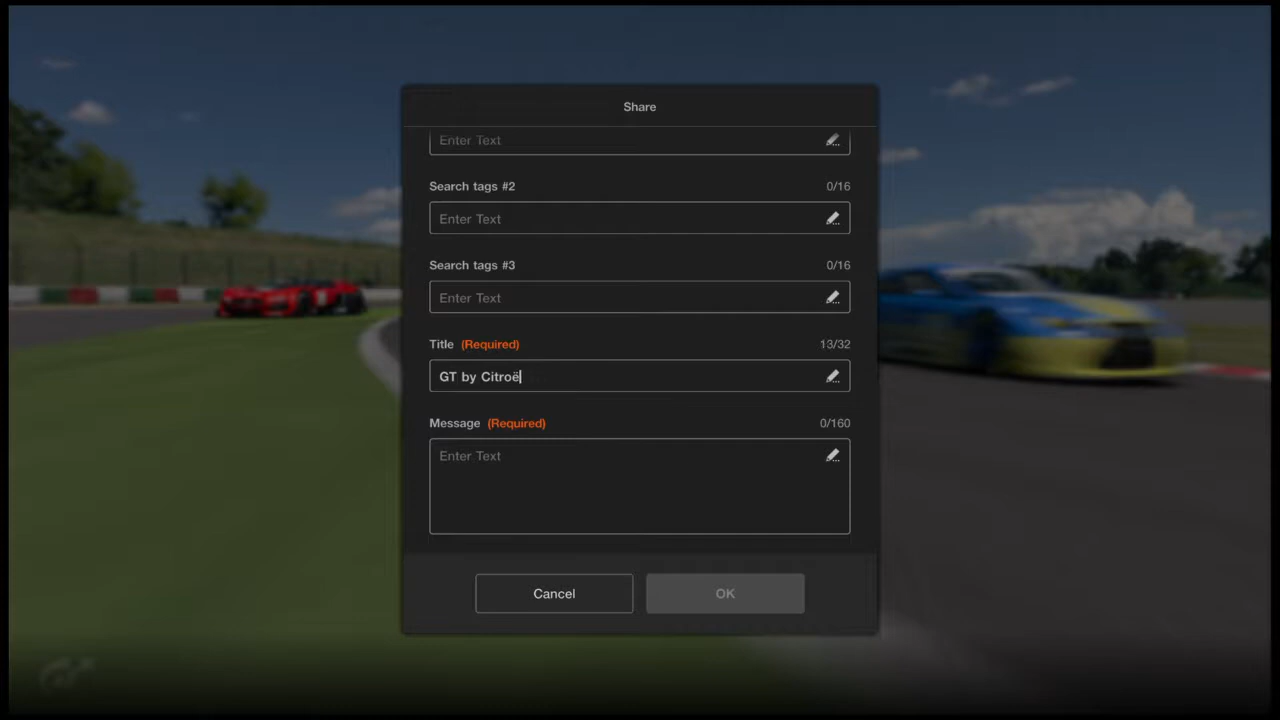 Share
Enter Text
Search tags #2 0/16
Enter Text
Search tags #3 0/16
Enter Text
Title (Required) 13/32
GT by Citroë
Message (Required) 0/160
Enter Text
Cancel OK